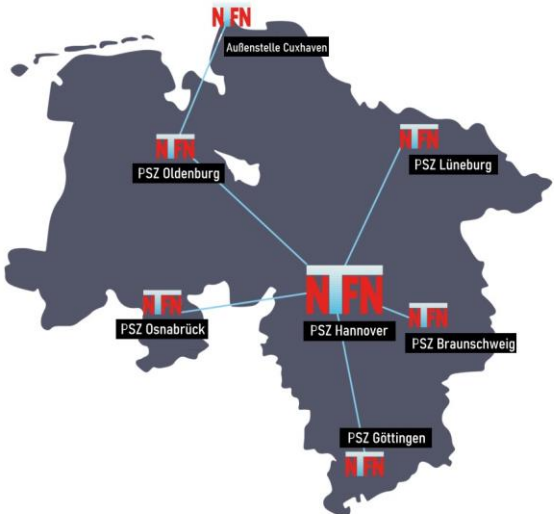 NTFN
Außenstelle Cuxhaven
NTFN
PSZ Oldenburg
NTFN
PSZ Lüneburg
NTFN
PSZ Hannover
NTFN
PSZ Osnabrück
NTFN
PSZ Braunschweig
PSZ Göttingen
NTFN